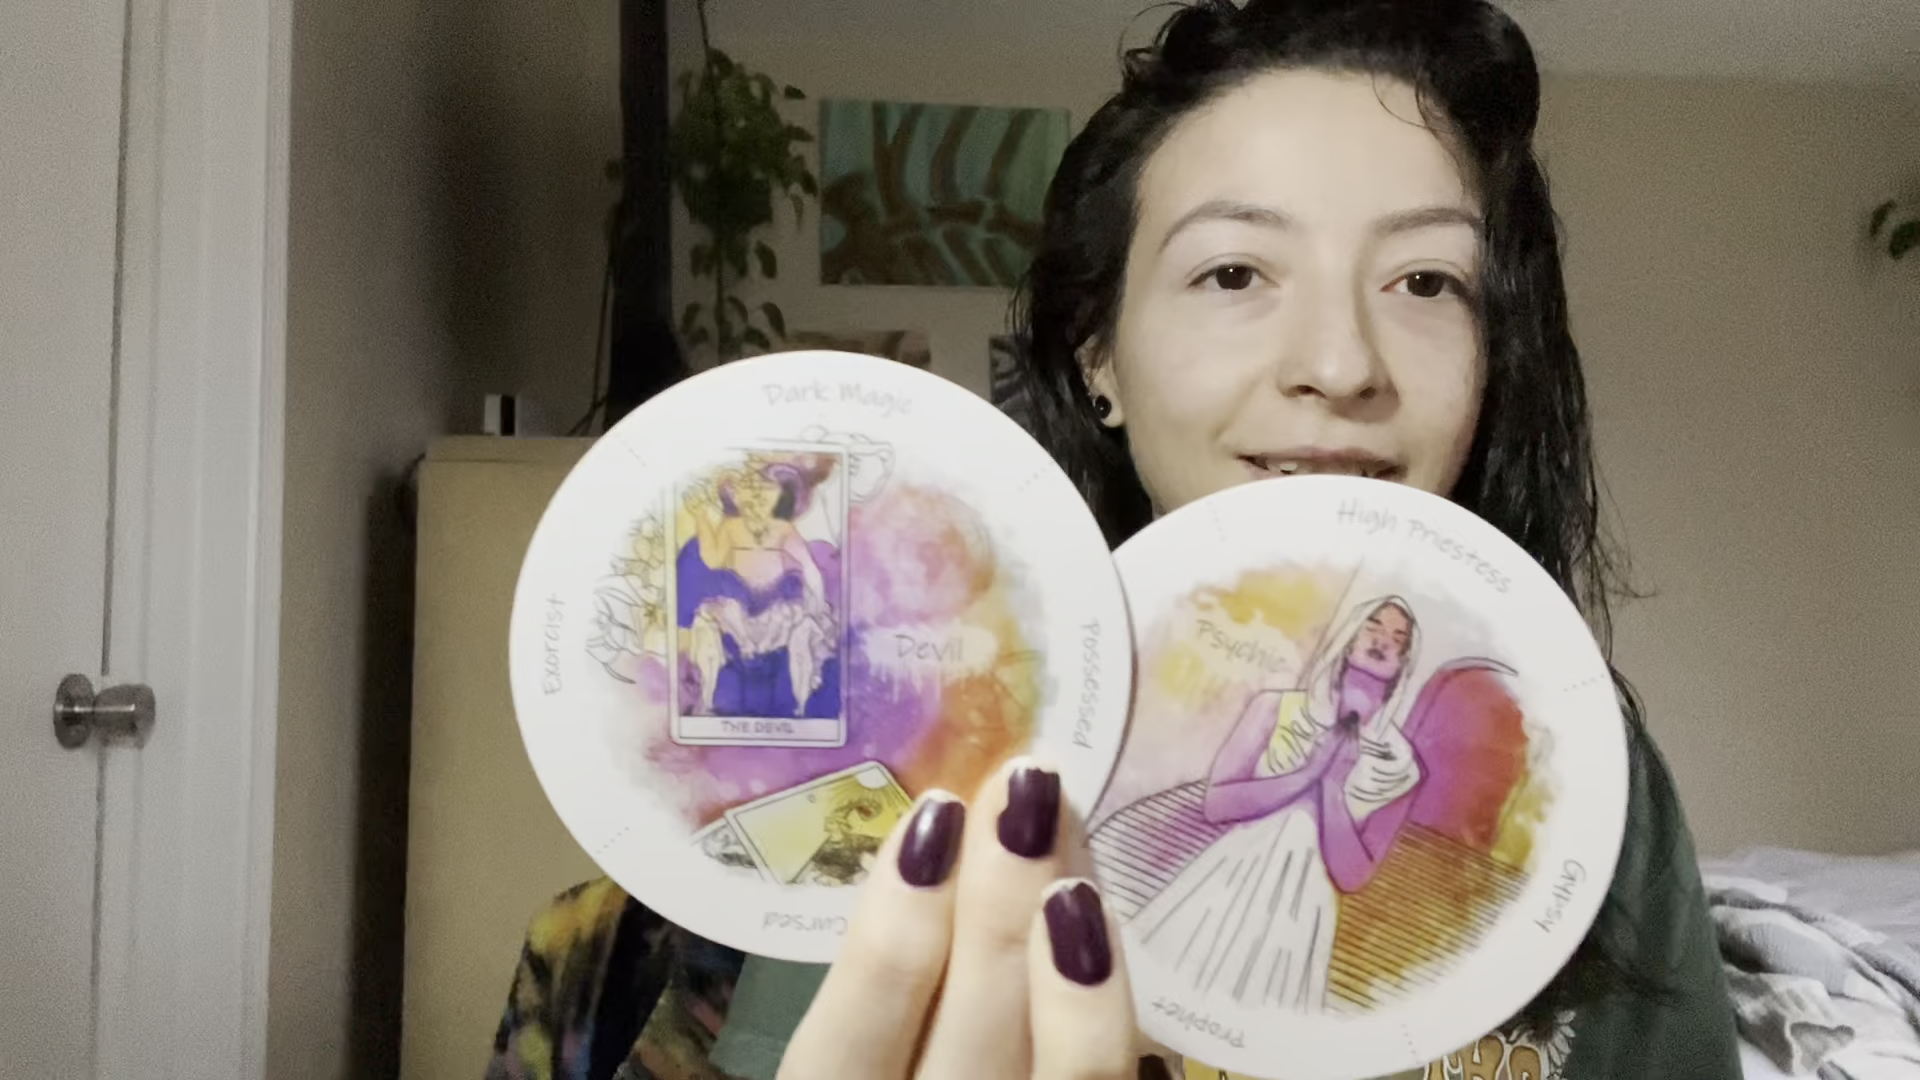 Dark Magic
Exorcist
THE DEVIL
Devil
Possessed
Cursed
High Priestess
Psychic
Gypsy
Prophet